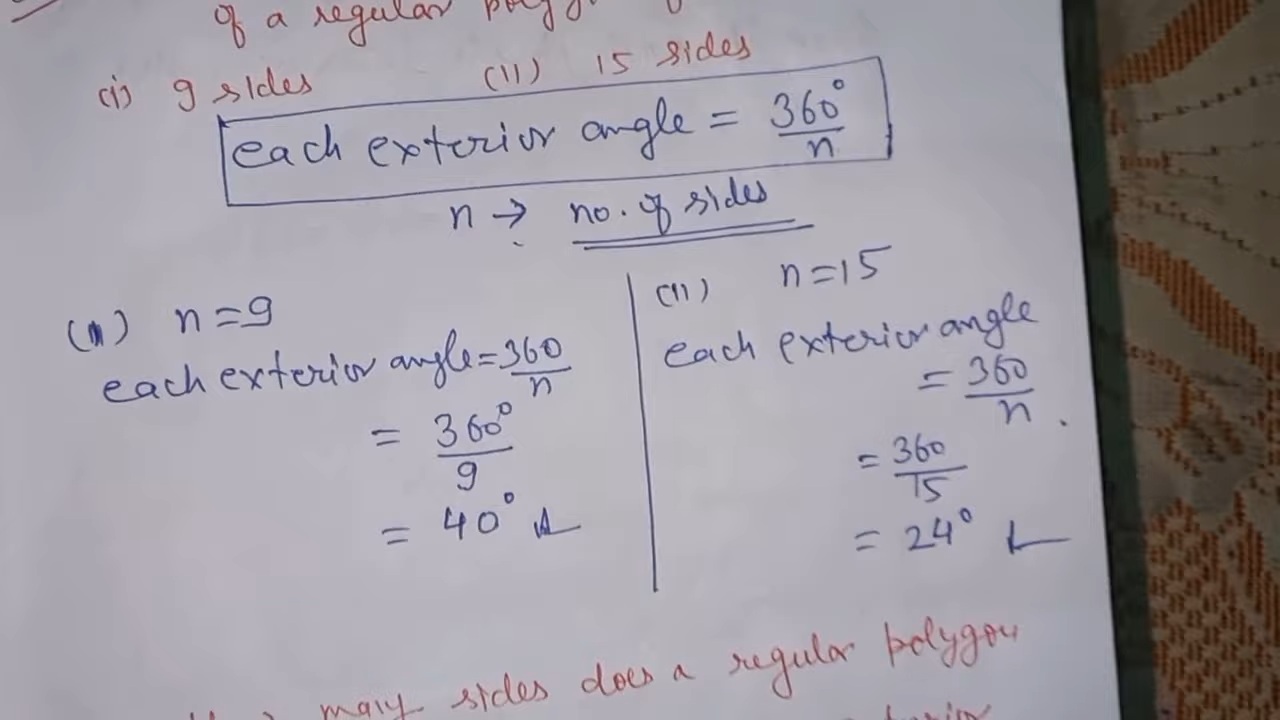 of a regular
(i) 9 sides (II) 15 sides
each exterior angle = 360°/n
n → no. of sides
(i) n=9
each exterior angle = 360/n
= 360°/9
= 40°
(II) n=15
each exterior angle
= 360/n
= 360/15
= 24°
many sides does a regular polygon